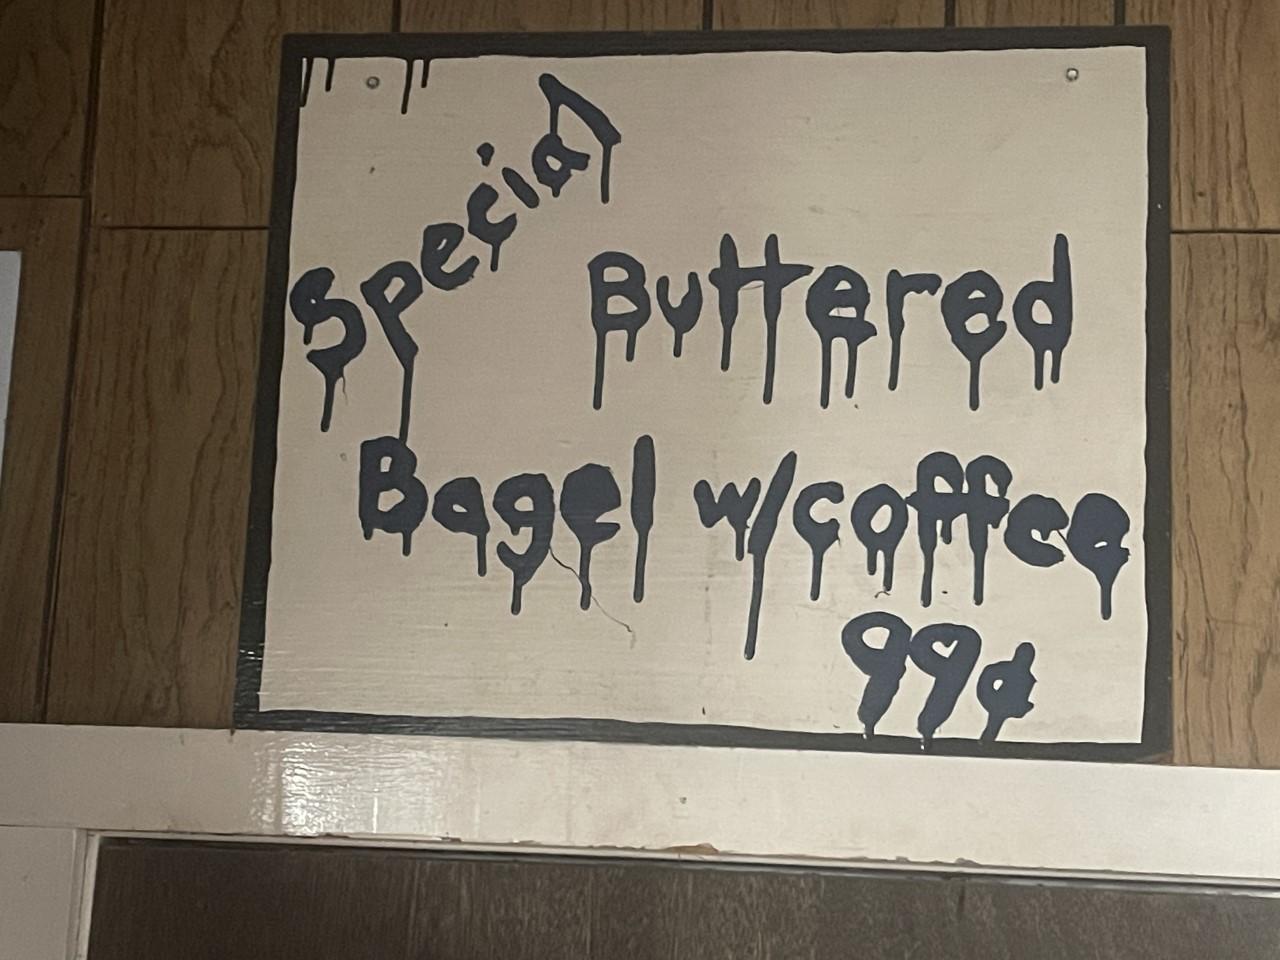 Special
Buttered
Bagel w/coffee
99¢